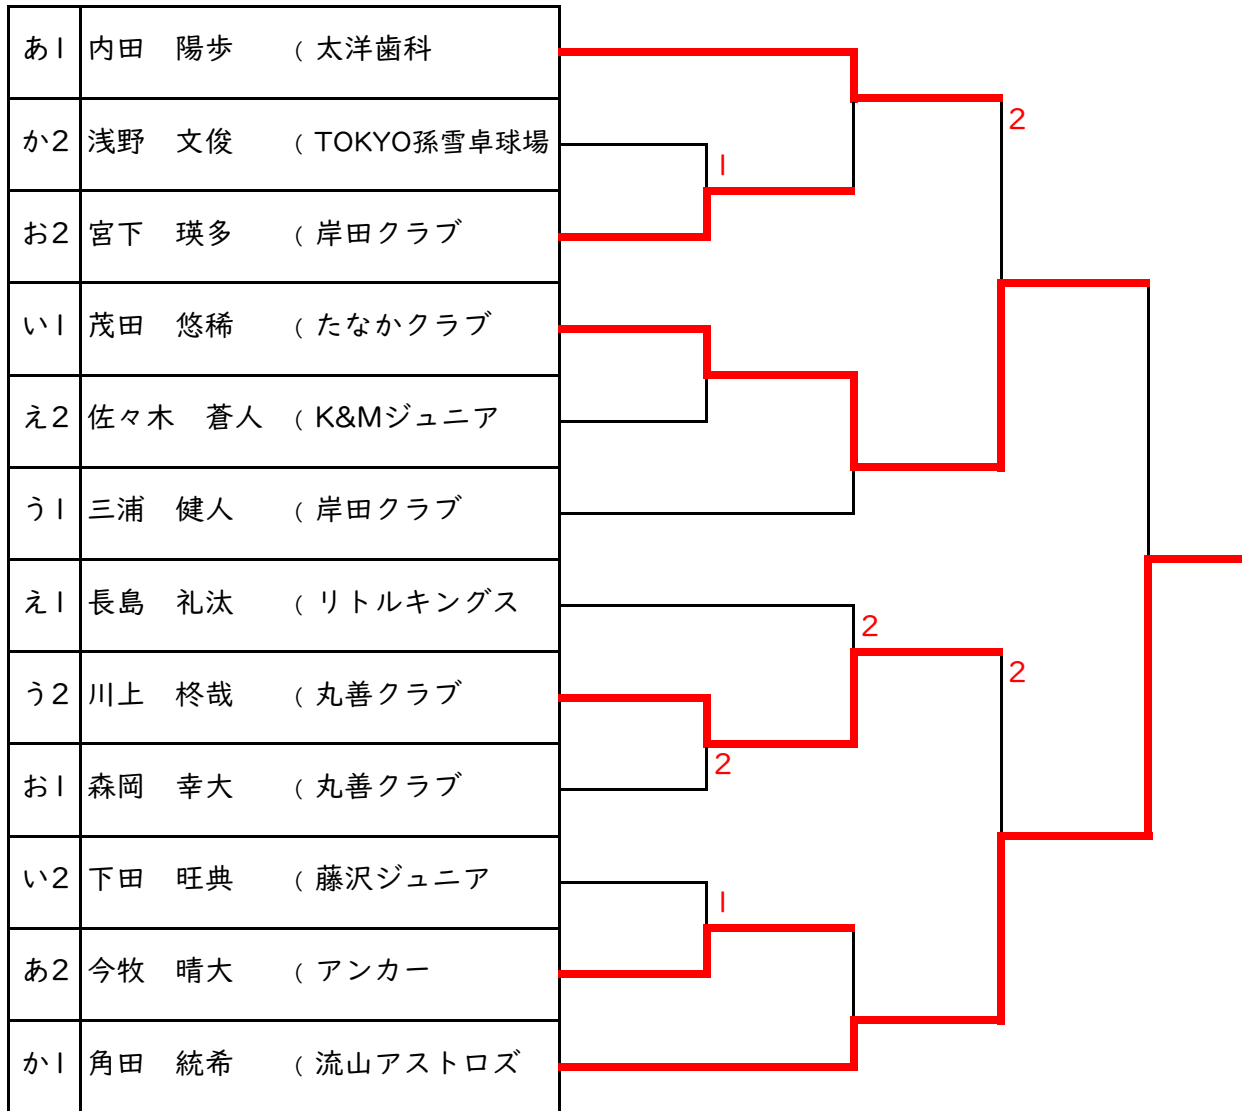 あ1 内田　陽歩 ( 太洋歯科
2
か2 浅野　文俊 ( TOKYO孫雪卓球場
1
お2 宮下　瑛多 ( 岸田クラブ
い1 茂田　悠稀 ( たなかクラブ
え2 佐々木　蒼人 ( K&Mジュニア
う1 三浦　健人 ( 岸田クラブ
え1 長島　礼汰 ( リトルキングス
2
2
う2 川上　柊哉 ( 丸善クラブ
2
お1 森岡　幸大 ( 丸善クラブ
い2 下田　旺典 ( 藤沢ジュニア
1
あ2 今牧　晴大 ( アンカー
か1 角田　統希 ( 流山アストロズ